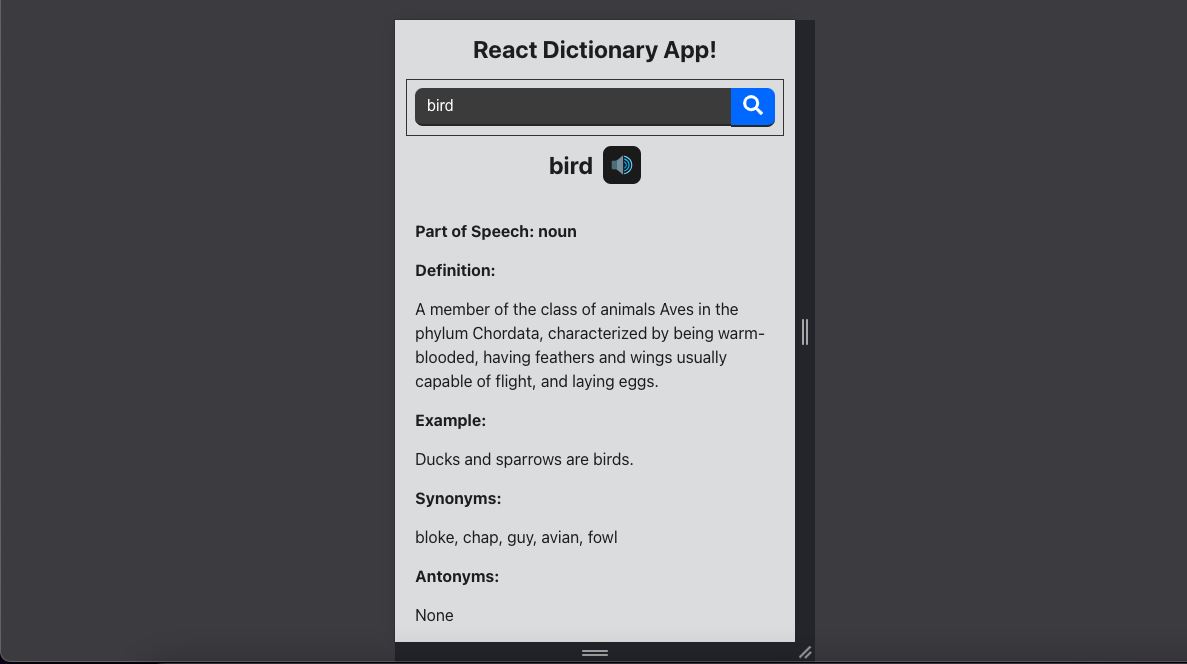 React Dictionary App!
bird
bird
Part of Speech: noun
Definition:
A member of the class of animals Aves in the
phylum Chordata, characterized by being warm-
blooded, having feathers and wings usually
capable of flight, and laying eggs.
Example:
Ducks and sparrows are birds.
Synonyms:
bloke, chap, guy, avian, fowl
Antonyms:
None